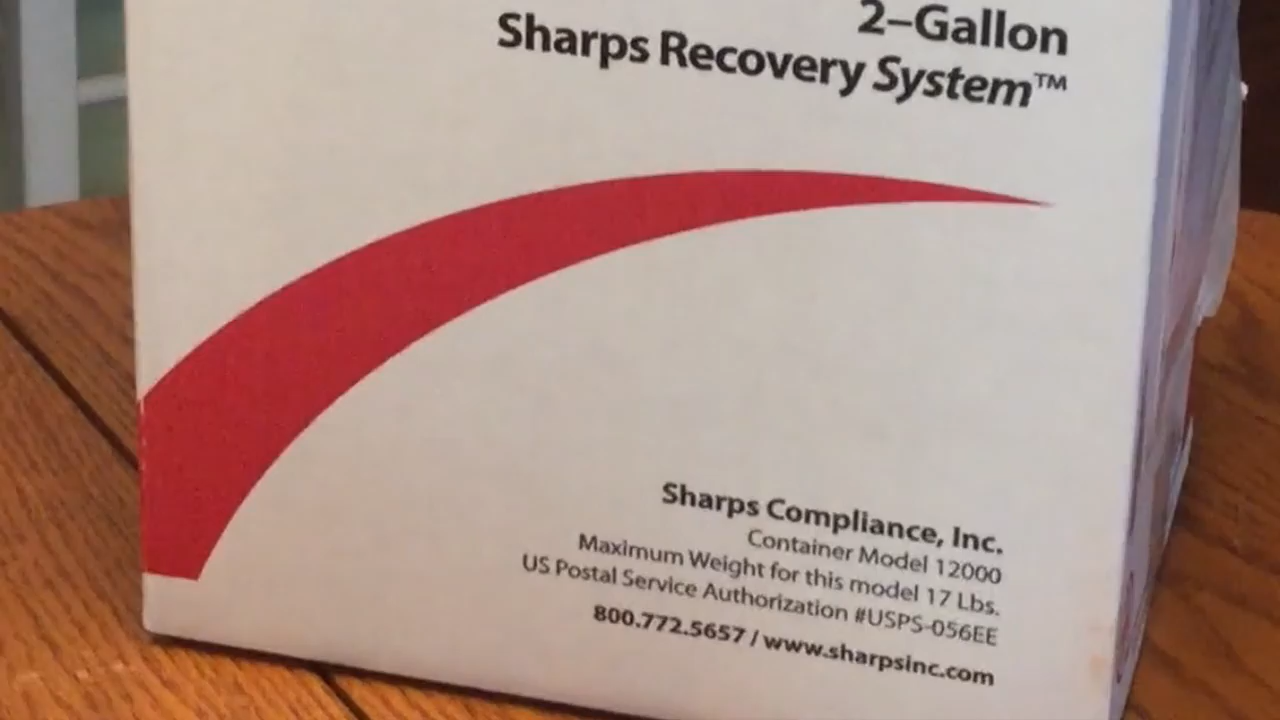 2–Gallon
Sharps Recovery System™
Sharps Compliance, Inc.
Container Model 12000
Maximum Weight for this model 17 Lbs.
US Postal Service Authorization #USPS-056EE
800.772.5657 / www.sharpsinc.com